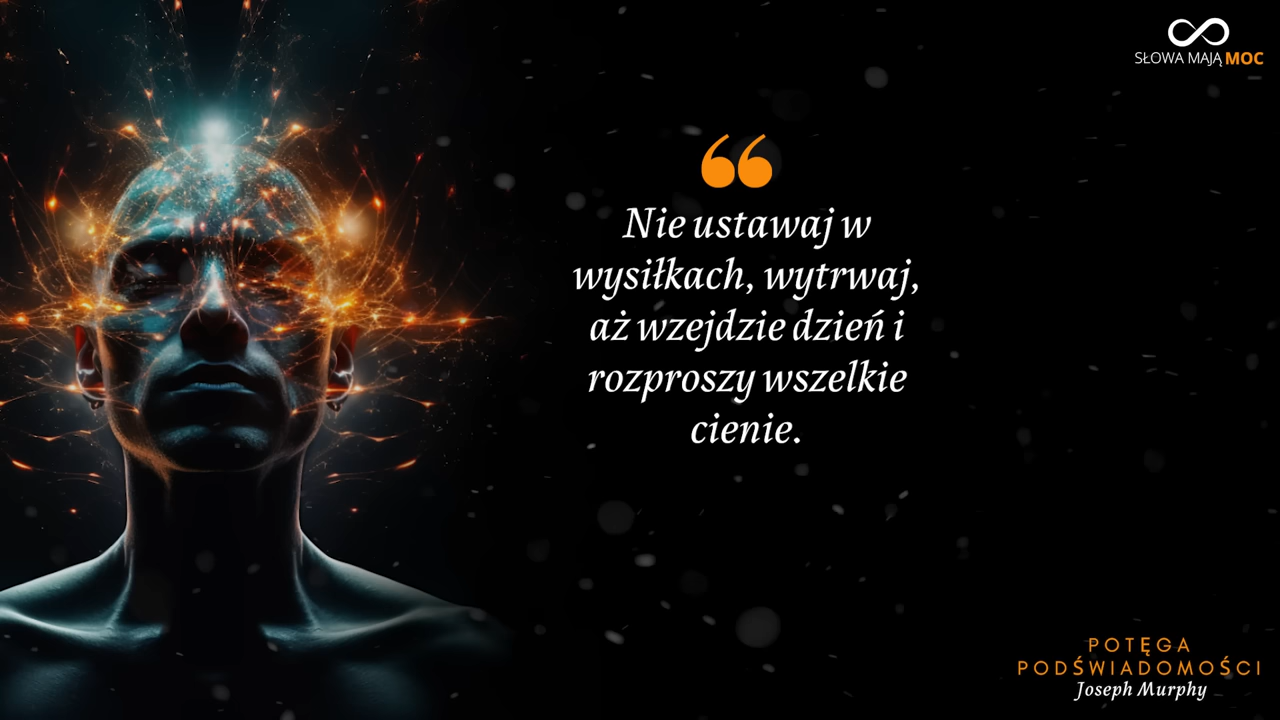 SŁOWA MAJĄ MOC
Nie ustawaj w
wysiłkach, wytrwaj,
aż wzejdzie dzień i
rozproszy wszelkie
cienie.
POTĘGA
PODŚWIADOMOŚCI
Joseph Murphy